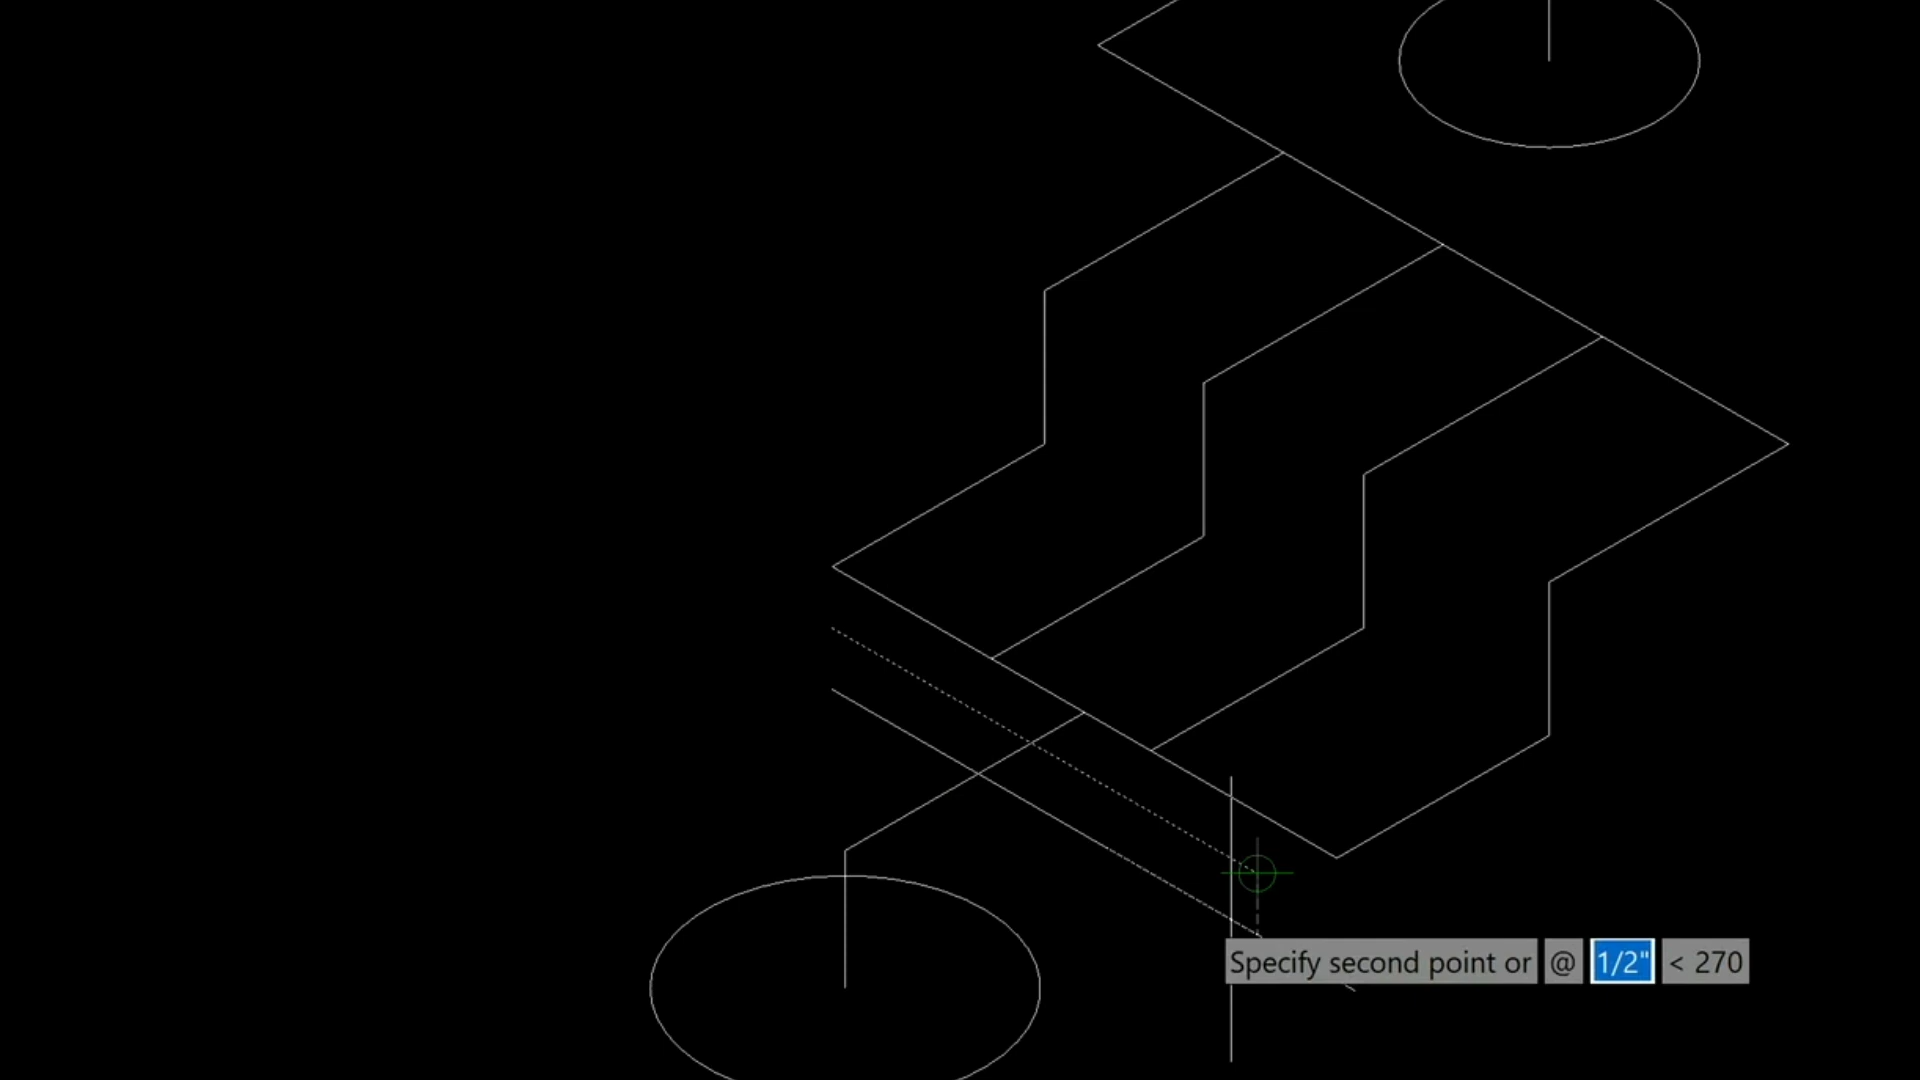 Specify second point or @ 1/2" < 270